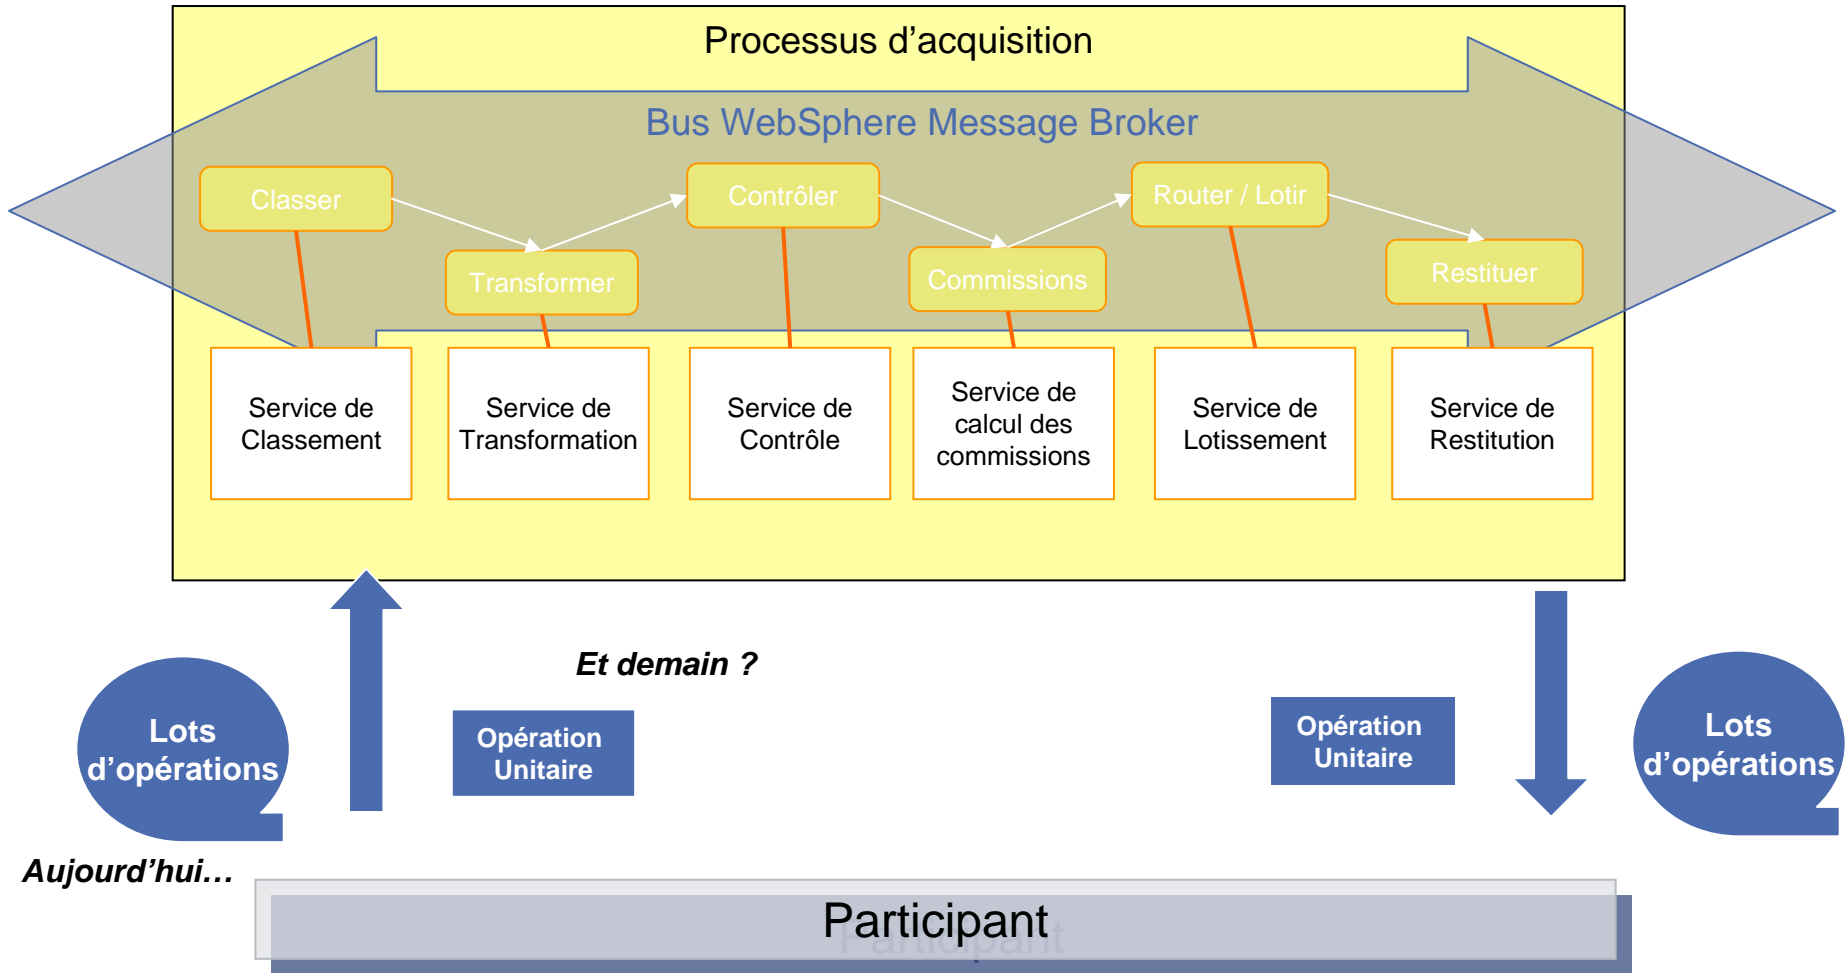 Processus d’acquisition
Bus WebSphere Message Broker
Classer
Contrôler
Router / Lotir
Transformer
Commissions
Restituer
Service de
Classement
Service de
Transformation
Service de
Contrôle
Service de
calcul des
commissions
Service de
Lotissement
Service de
Restitution
Et demain ?
Lots
d’opérations
Opération
Unitaire
Opération
Unitaire
Lots
d’opérations
Aujourd’hui…
Participant